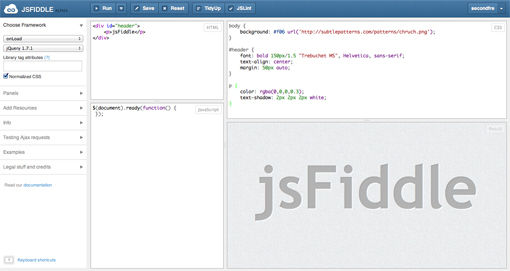 JSFIDDLE ALPHA
Run
Save
Reset
TidyUp
JSLint
secondfre
Choose Framework
onLoad
jQuery 1.7.1
Library tag attributes [?]
Normalized CSS
Panels
Add Resources
Info
Testing Ajax requests
Examples
Legal stuff and credits
Read our documentation
Keyboard shortcuts
HTML
<div id="header">
<p>jsFiddle</p>
</div>
CSS
body {
background: #f06 url('http://subtlepatterns.com/patterns/chruch.png');
}
#header {
font: bold 150px/1.5 "Trebuchet MS", Helvetica, sans-serif;
text-align: center;
margin: 50px auto;
}
p {
color: rgba(0,0,0,0.3);
text-shadow: 2px 2px 2px white;
}
JavaScript
$(document).ready(function() {
});
Result
jsFiddle